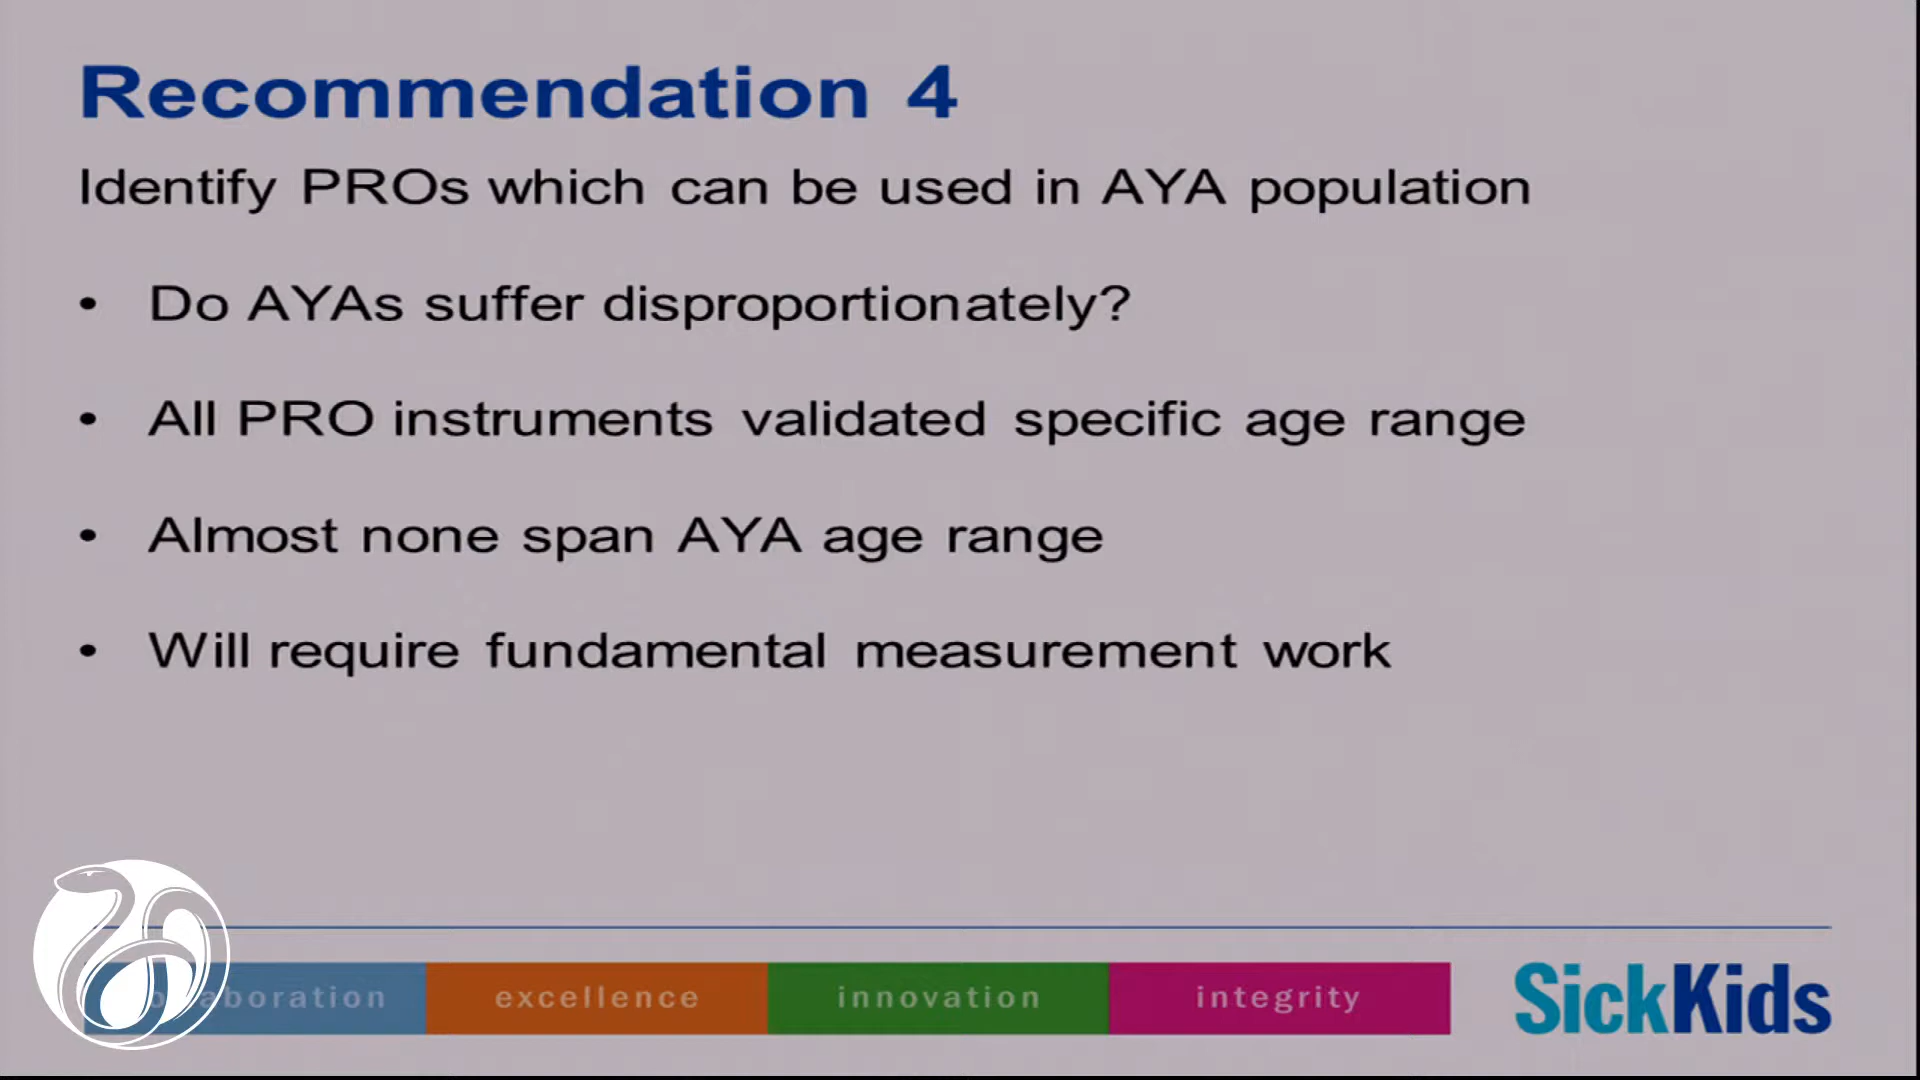 Recommendation 4
Identify PROs which can be used in AYA population
• Do AYAs suffer disproportionately?
• All PRO instruments validated specific age range
• Almost none span AYA age range
• Will require fundamental measurement work
collaboration excellence innovation integrity
SickKids